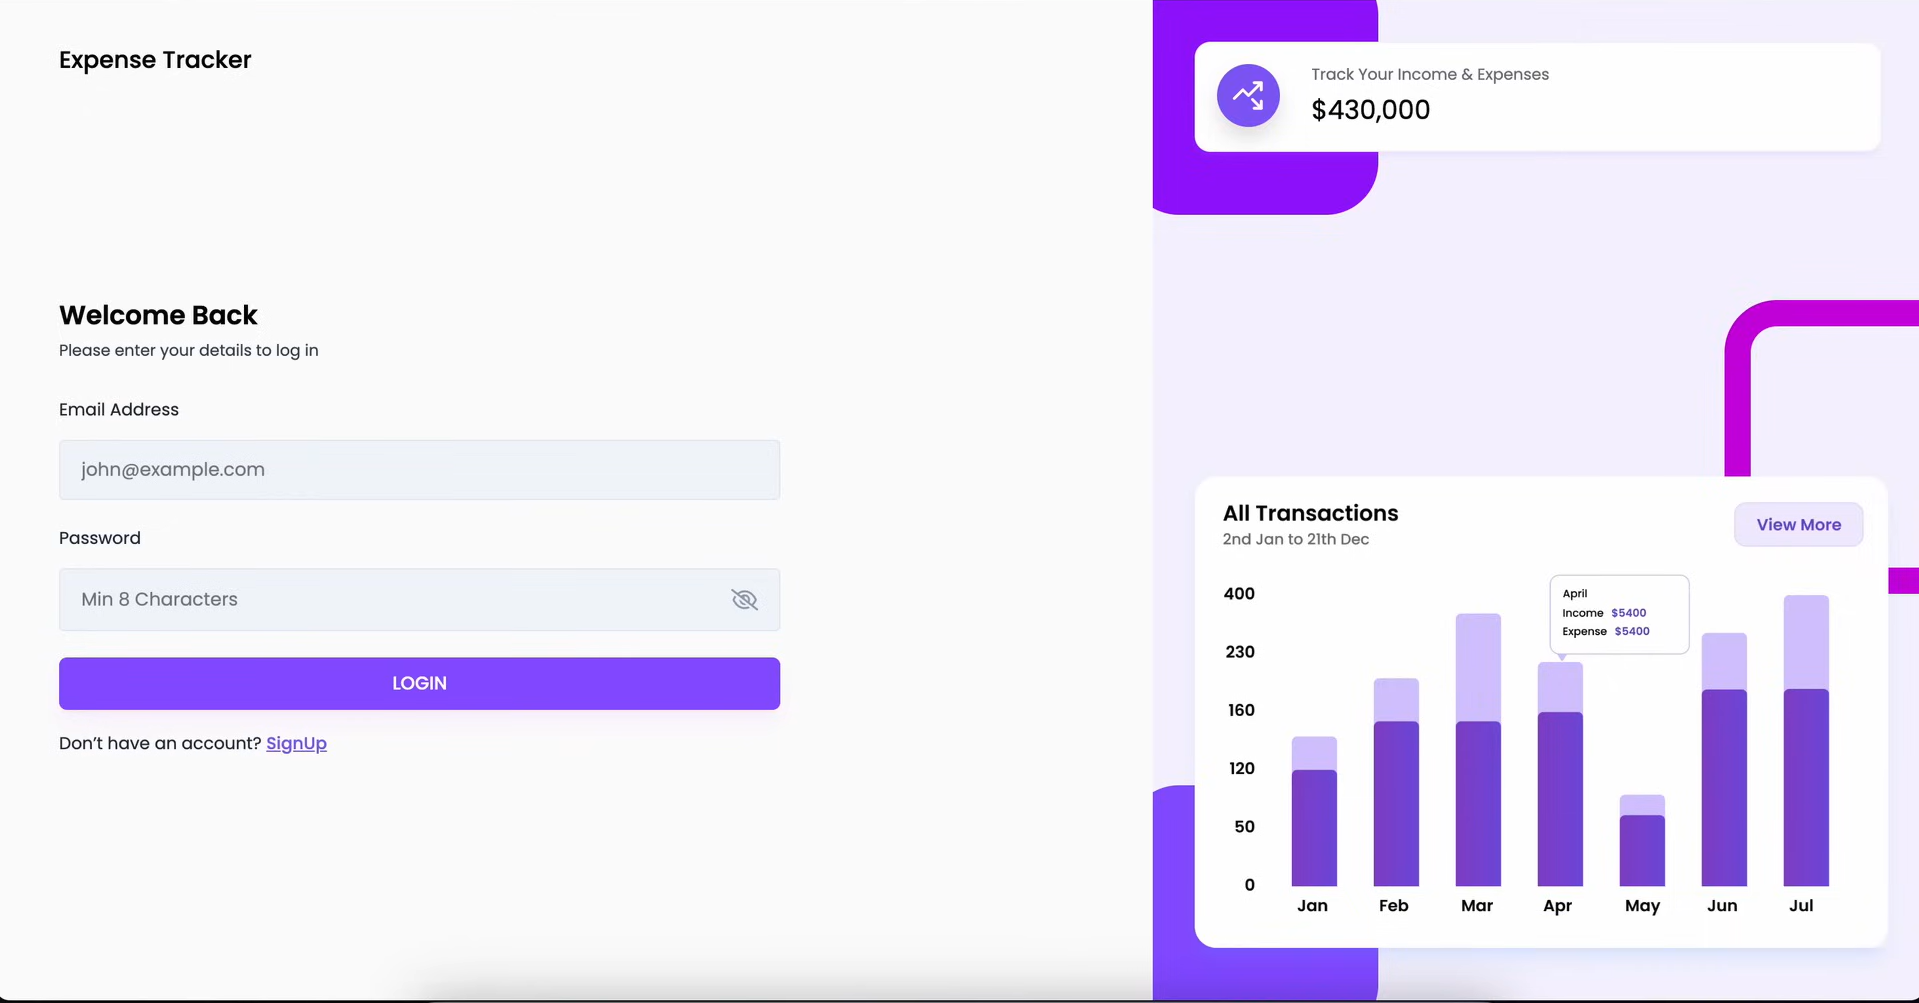 Expense Tracker
Welcome Back
Please enter your details to log in
Email Address
john@example.com
Password
Min 8 Characters
LOGIN
Don’t have an account? SignUp
Track Your Income & Expenses
$430,000
All Transactions
2nd Jan to 21th Dec
View More
400
230
160
120
50
0
April
Income $5400
Expense $5400
Jan Feb Mar Apr May Jun Jul